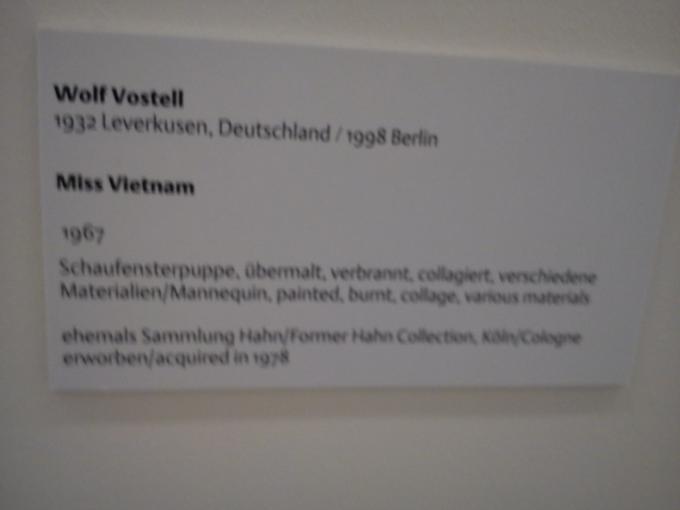 Wolf Vostell
1932 Leverkusen, Deutschland / 1998 Berlin
Miss Vietnam
1967
Schaufensterpuppe, übermalt, verbrannt, collagiert, verschiedene
Materialien/Mannequin, painted, burnt, collage, various materials
ehemals Sammlung Hahn/Former Hahn Collection, Köln/Cologne
erworben/acquired in 1978